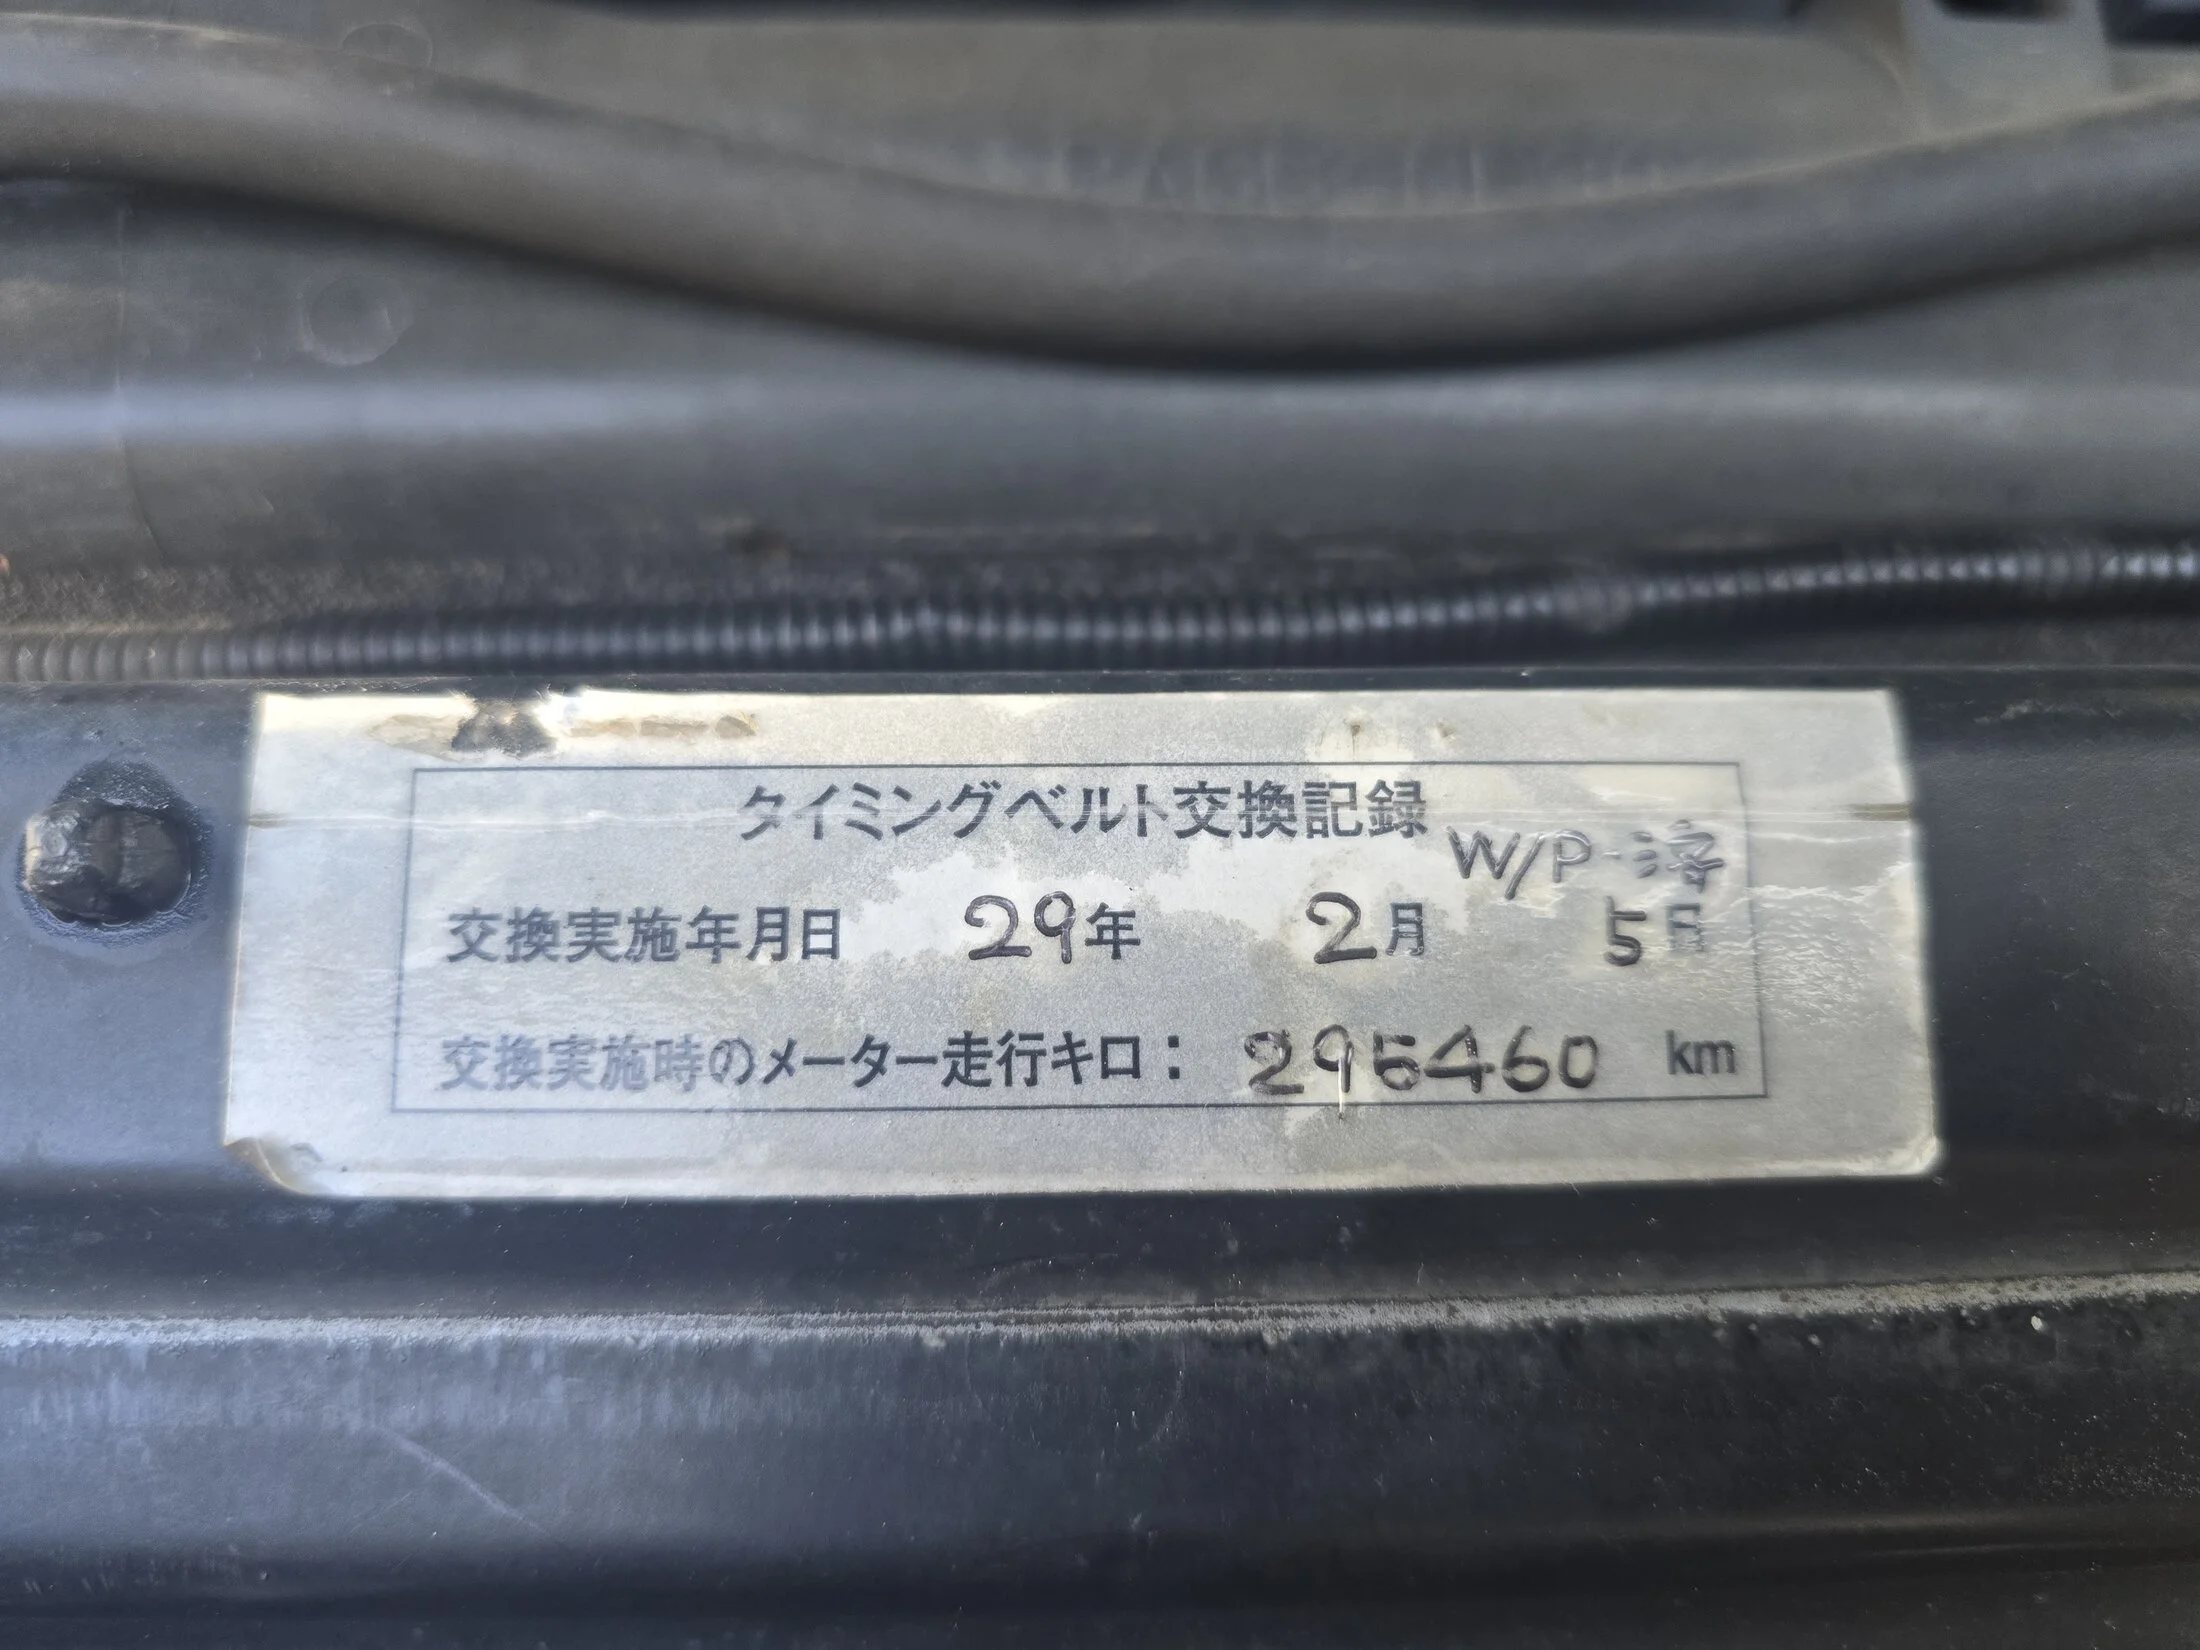 タイミングベルト交換記録
W/P 済
交換実施年月日 29年 2月 5日
交換実施時のメーター走行キロ: 295460 km